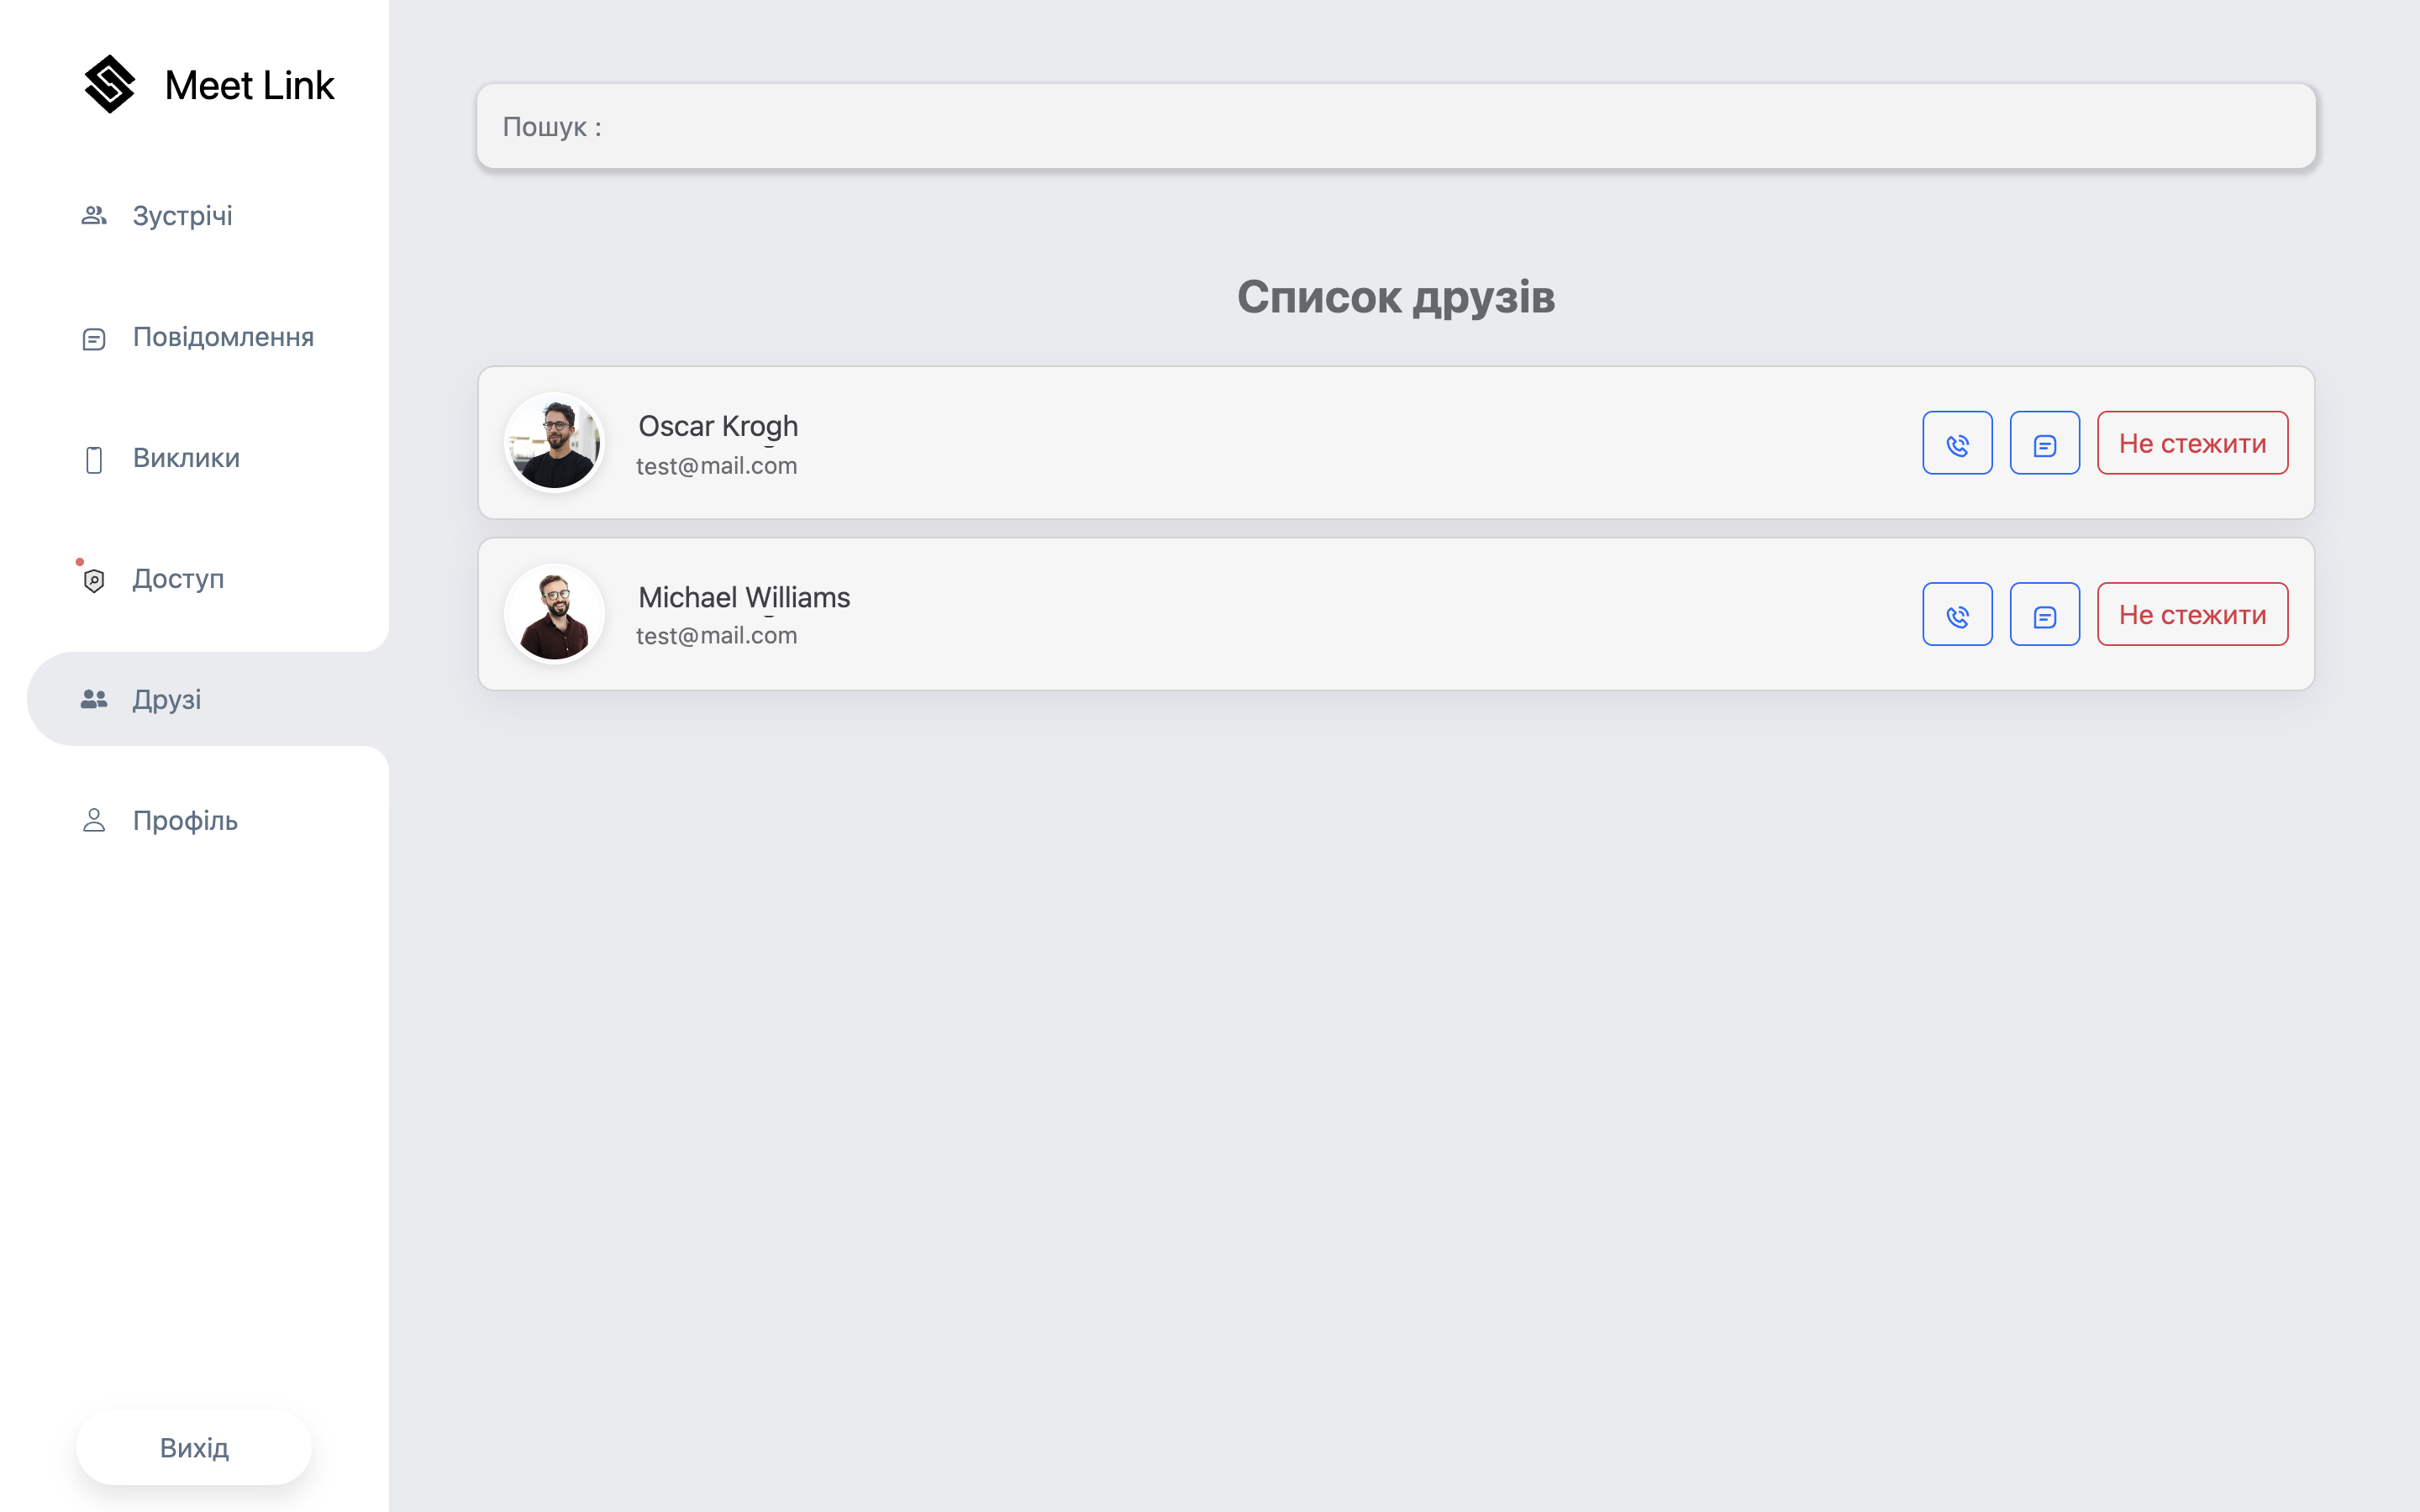 Meet Link
Зустрічі
Повідомлення
Виклики
Доступ
Друзі
Профіль
Вихід
Пошук :
Список друзів
Oscar Krogh
test@mail.com
Не стежити
Michael Williams
test@mail.com
Не стежити